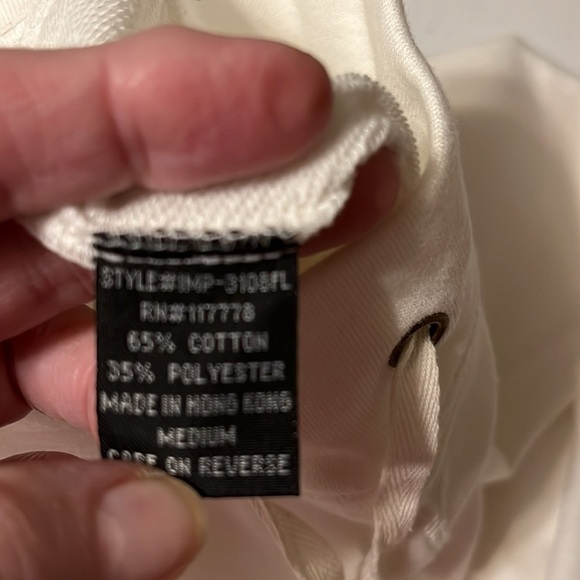 STYLE#IMP-3108FL
RN#117778
65% COTTON
35% POLYESTER
MADE IN HONG KONG
MEDIUM
CARE ON REVERSE